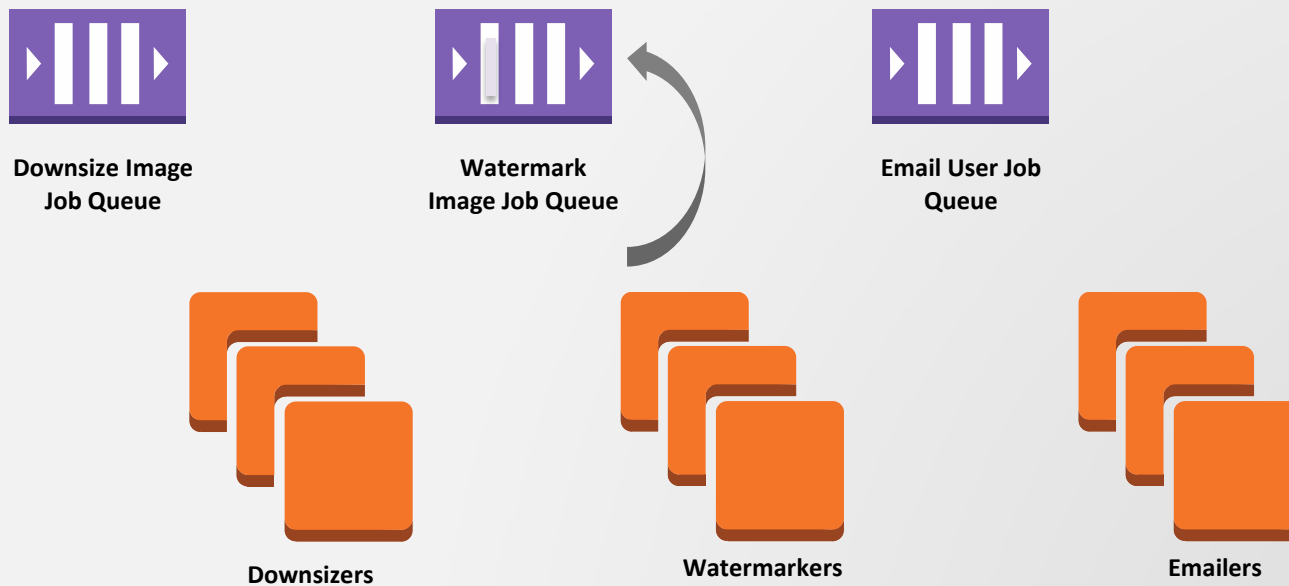 Downsize Image
Job Queue
Watermark
Image Job Queue
Email User Job
Queue
Downsizers
Watermarkers
Emailers